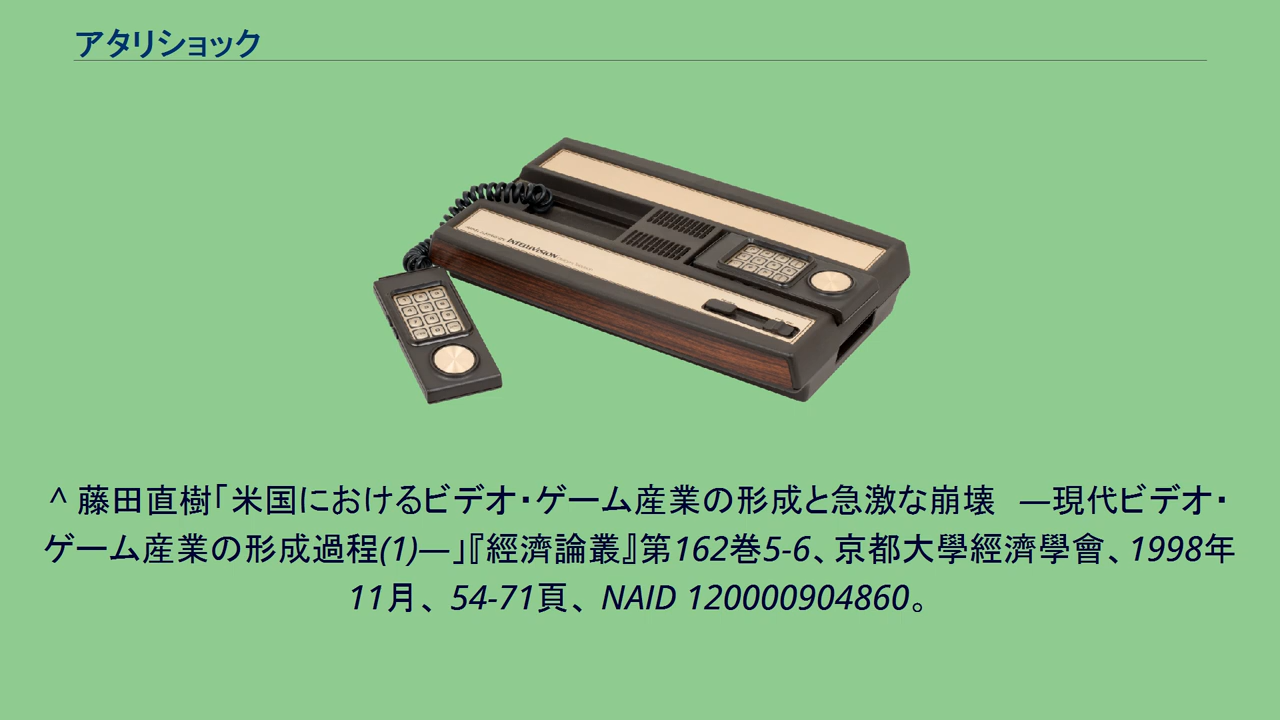 アタリショック
INTELLIVISION
^ 藤田直樹「米国におけるビデオ・ゲーム産業の形成と急激な崩壊　—現代ビデオ・
ゲーム産業の形成過程(1)—」『經濟論叢』第162巻5-6、京都大學經濟學會、1998年
11月、54-71頁、NAID 120000904860。